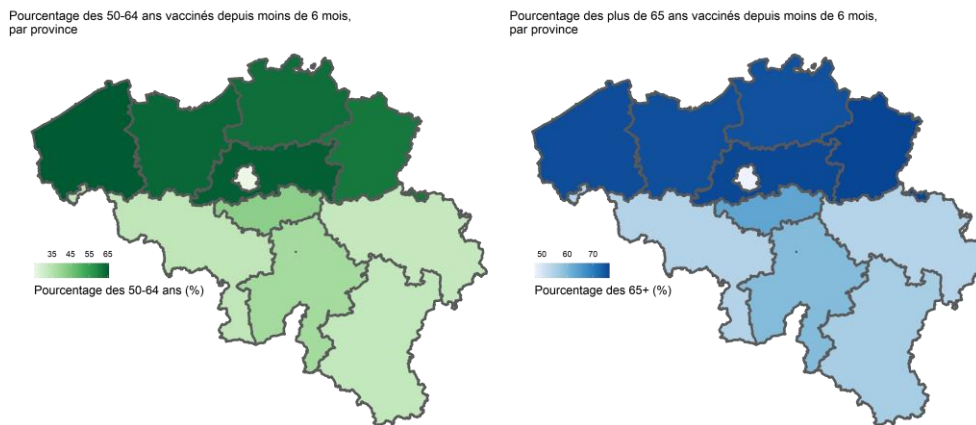 Pourcentage des 50-64 ans vaccinés depuis moins de 6 mois,
par province
35 45 55 65
Pourcentage des 50-64 ans (%)
Pourcentage des plus de 65 ans vaccinés depuis moins de 6 mois,
par province
50 60 70
Pourcentage des 65+ (%)